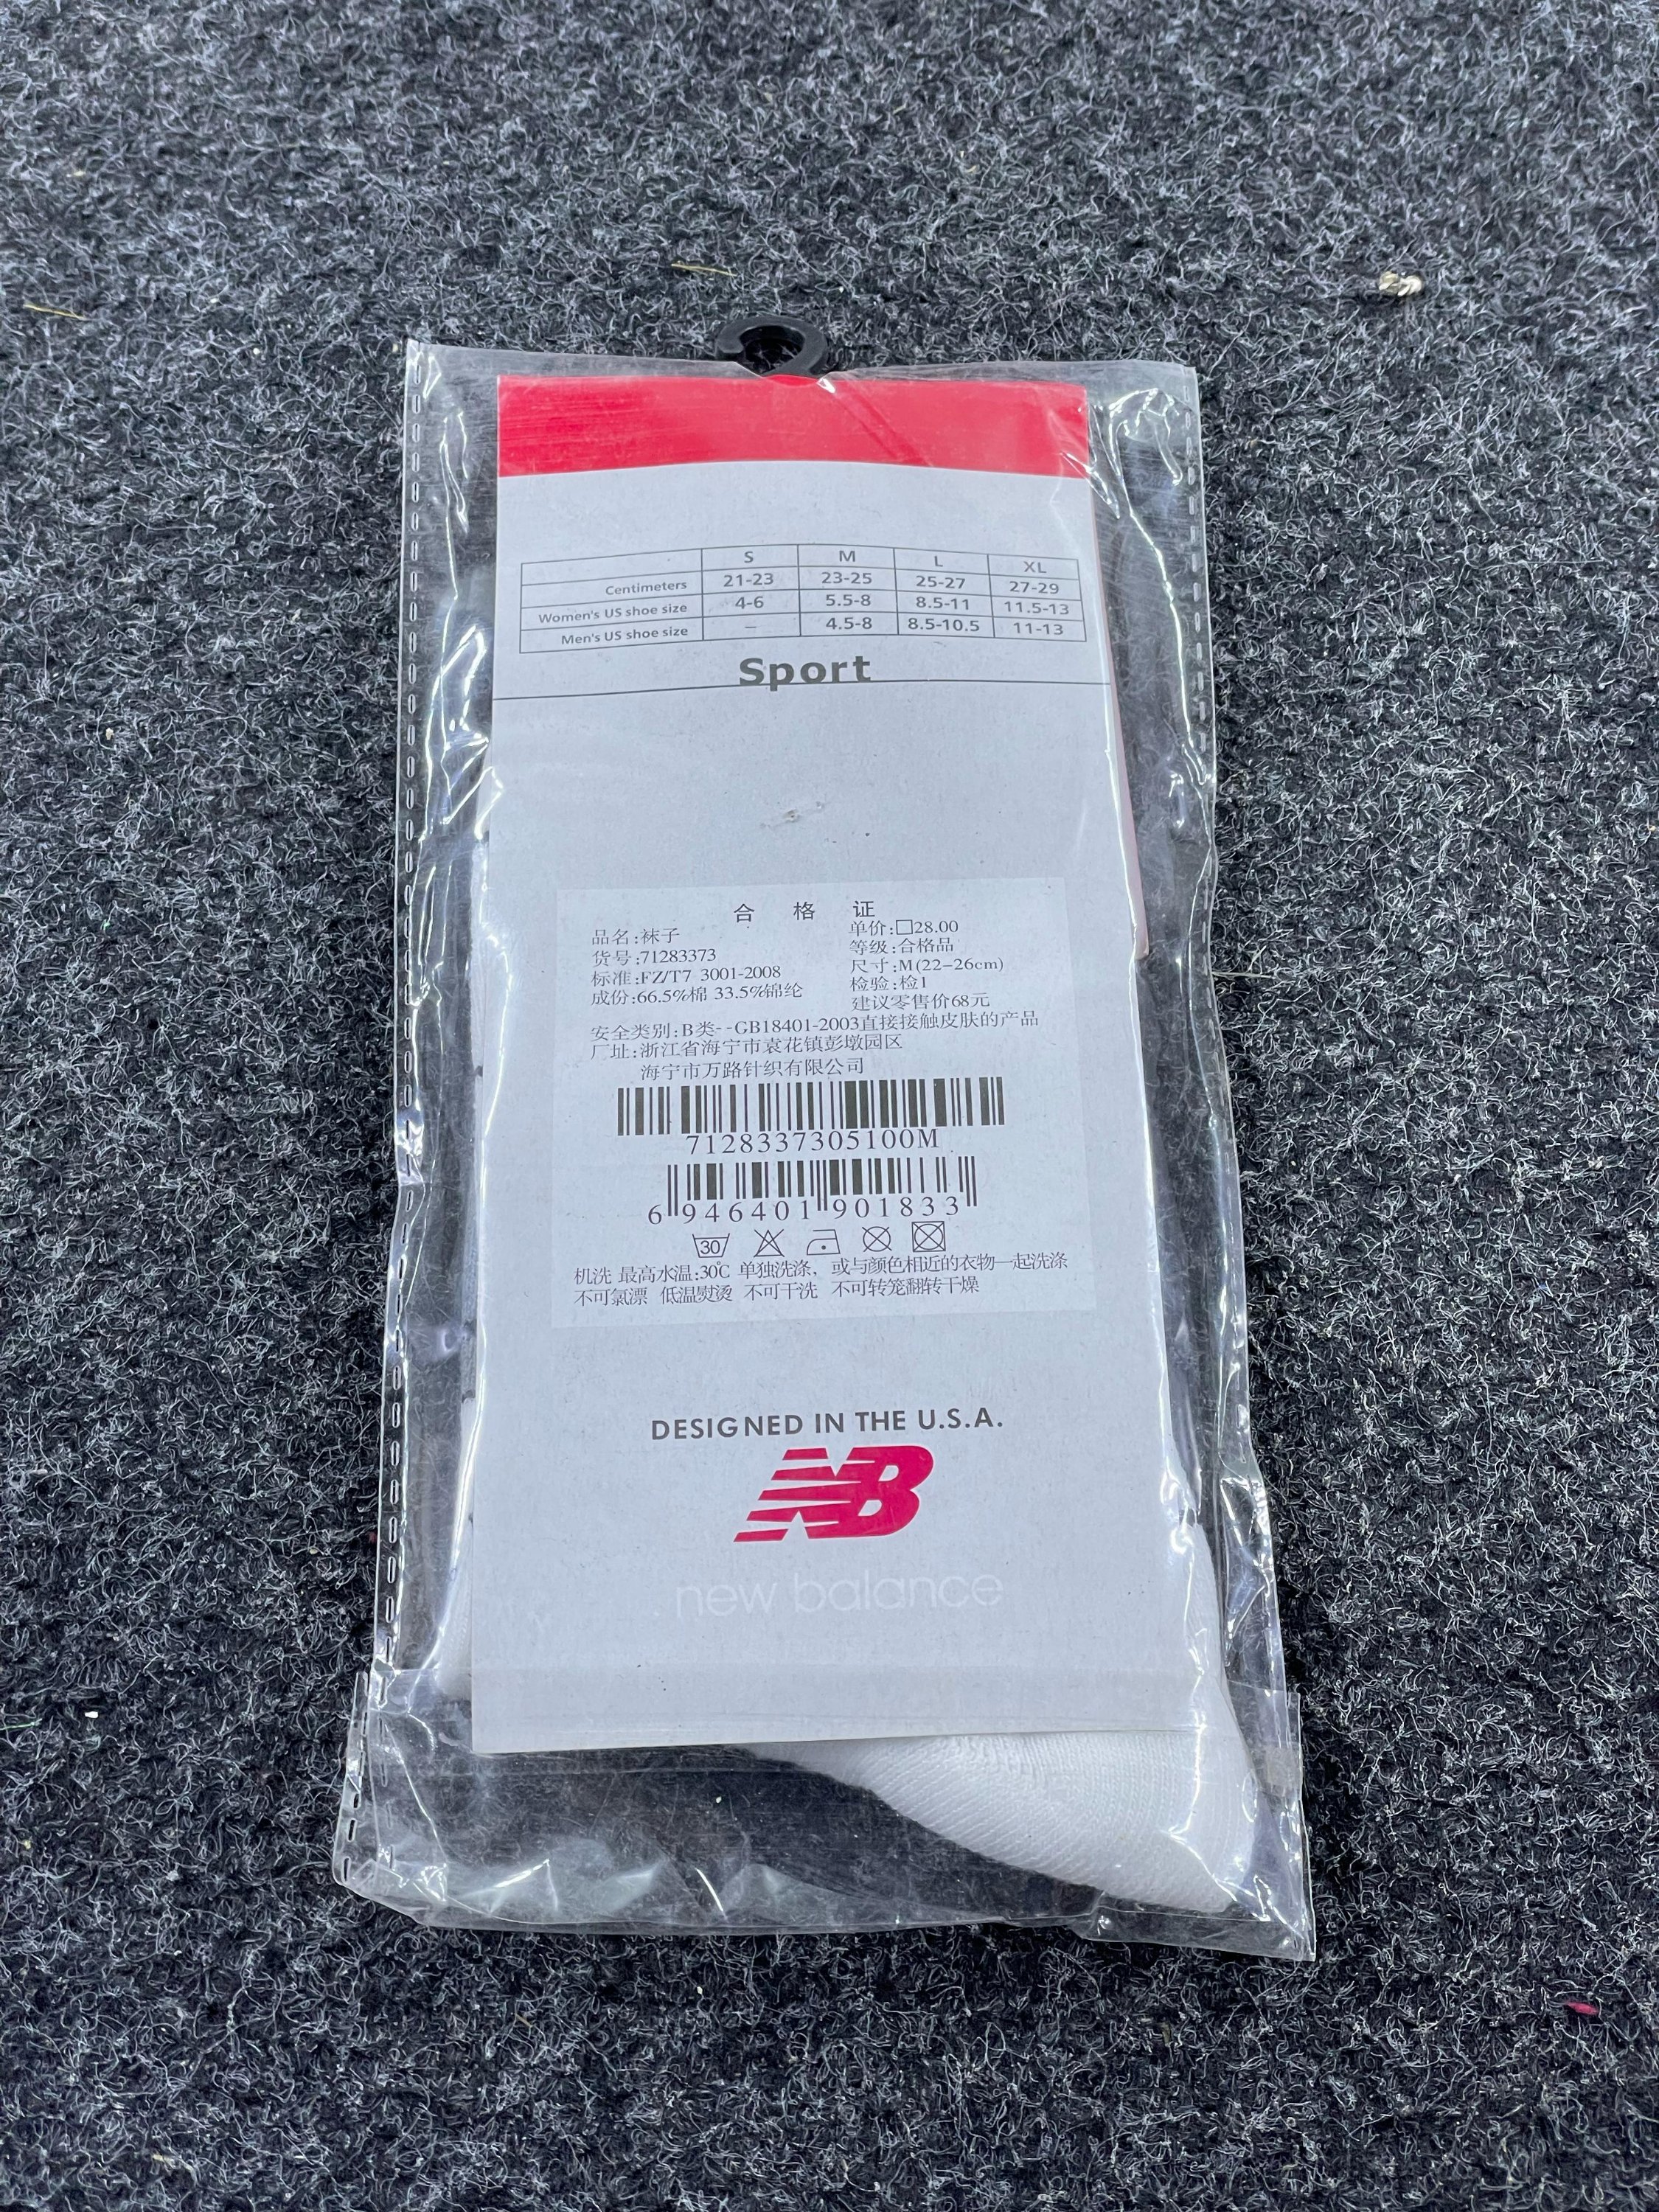 S M L XL
Centimeters 21-23 23-25 25-27 27-29
Women's US shoe size 4-6 5.5-8 8.5-11 11.5-13
Men's US shoe size – 4.5-8 8.5-10.5 11-13
Sport
合 格 证
品名:袜子 单价:□28.00
货号:71283373 等级:合格品
标准:FZ/T7 3001-2008 尺寸:M(22-26cm)
成份:66.5%棉 33.5%锦纶 检验:检1
建议零售价68元
安全类别:B类--GB18401-2003直接接触皮肤的产品
厂址:浙江省海宁市袁花镇彭墩园区
海宁市万路针织有限公司
7128337305100M
6 946401 901833
30
机洗 最高水温:30℃ 单独洗涤，或与颜色相近的衣物一起洗涤
不可氯漂 低温熨烫 不可干洗 不可转笼翻转干燥
DESIGNED IN THE U.S.A.
NB
new balance